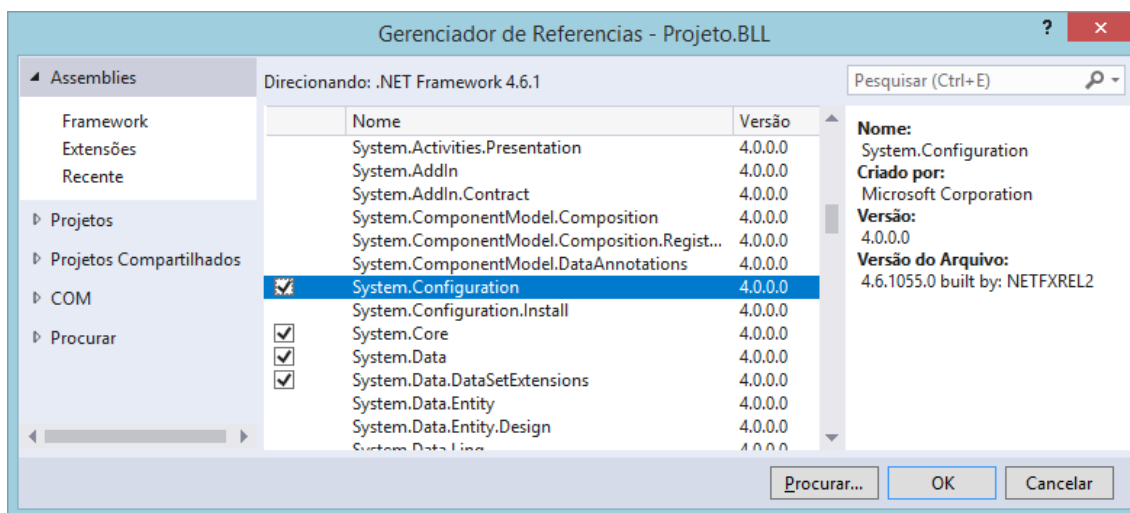 Gerenciador de Referencias - Projeto.BLL
?
×
Assemblies
Framework
Extensões
Recente
Projetos
Projetos Compartilhados
COM
Procurar
Direcionando: .NET Framework 4.6.1
Nome Versão
System.Activities.Presentation 4.0.0.0
System.AddIn 4.0.0.0
System.AddIn.Contract 4.0.0.0
System.ComponentModel.Composition 4.0.0.0
System.ComponentModel.Composition.Regist... 4.0.0.0
System.ComponentModel.DataAnnotations 4.0.0.0
System.Configuration 4.0.0.0
System.Configuration.Install 4.0.0.0
System.Core 4.0.0.0
System.Data 4.0.0.0
System.Data.DataSetExtensions 4.0.0.0
System.Data.Entity 4.0.0.0
System.Data.Entity.Design 4.0.0.0
System.Data.Linq 4.0.0.0
Pesquisar (Ctrl+E)
Nome:
System.Configuration
Criado por:
Microsoft Corporation
Versão:
4.0.0.0
Versão do Arquivo:
4.6.1055.0 built by: NETFXREL2
Procurar...
OK
Cancelar